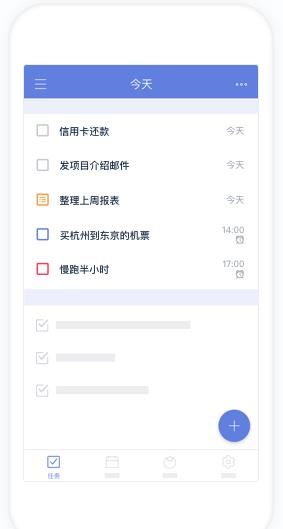 今天
信用卡还款 今天
发项目介绍邮件 今天
整理上周报表 今天
买杭州到东京的机票 14:00
慢跑半小时 17:00
任务